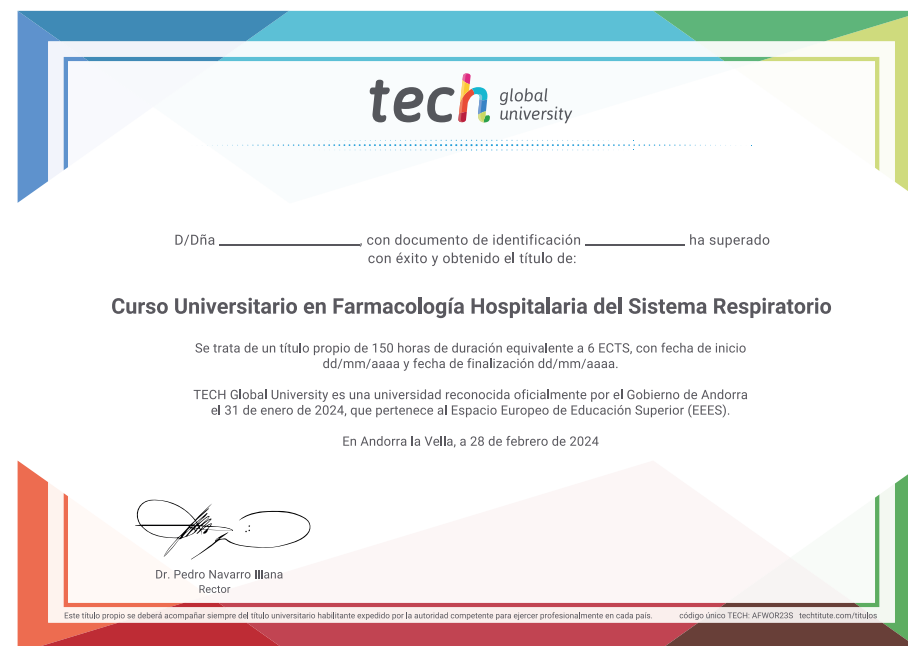 tech global
university
D/Dña ______________, con documento de identificación __________ ha superado
con éxito y obtenido el título de:
Curso Universitario en Farmacología Hospitalaria del Sistema Respiratorio
Se trata de un título propio de 150 horas de duración equivalente a 6 ECTS, con fecha de inicio
dd/mm/aaaa y fecha de finalización dd/mm/aaaa.
TECH Global University es una universidad reconocida oficialmente por el Gobierno de Andorra
el 31 de enero de 2024, que pertenece al Espacio Europeo de Educación Superior (EEES).
En Andorra la Vella, a 28 de febrero de 2024
Dr. Pedro Navarro Illana
Rector
Este título propio se deberá acompañar siempre del título universitario habilitante expedido por la autoridad competente para ejercer profesionalmente en cada país. código único TECH: AFWOR23S techtitute.com/titulos